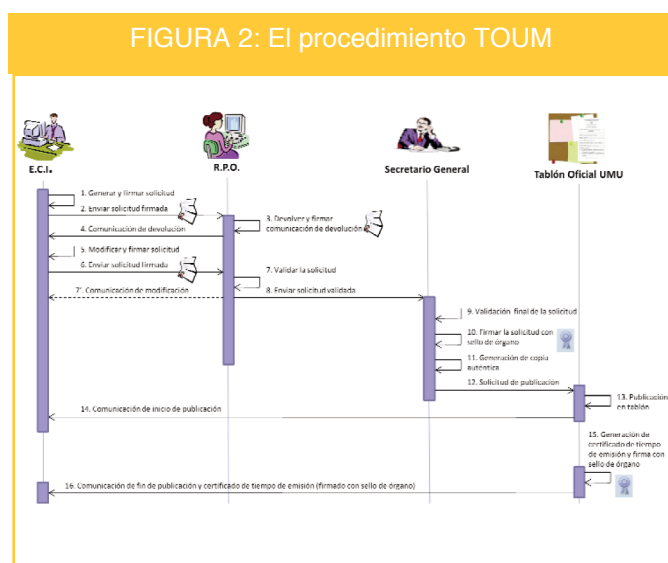 FIGURA 2: El procedimiento TOUM
E.C.I.
R.P.O.
Secretario General
Tablón Oficial UMU
1. Generar y firmar solicitud
2. Enviar solicitud firmada
3. Devolver y firmar
comunicación de devolución
4. Comunicación de devolución
5. Modificar y firmar solicitud
6. Enviar solicitud firmada
7. Validar la solicitud
7'. Comunicación de modificación
8. Enviar solicitud validada
9. Validación final de la solicitud
10. Firmar la solicitud con
sello de órgano
11. Generación de copia
auténtica
12. Solicitud de publicación
13. Publicación
en tablón
14. Comunicación de inicio de publicación
15. Generación de
certificado de tiempo
de emisión y firma con
sello de órgano
16. Comunicación de fin de publicación y certificado de tiempo de emisión (firmado con sello de órgano)